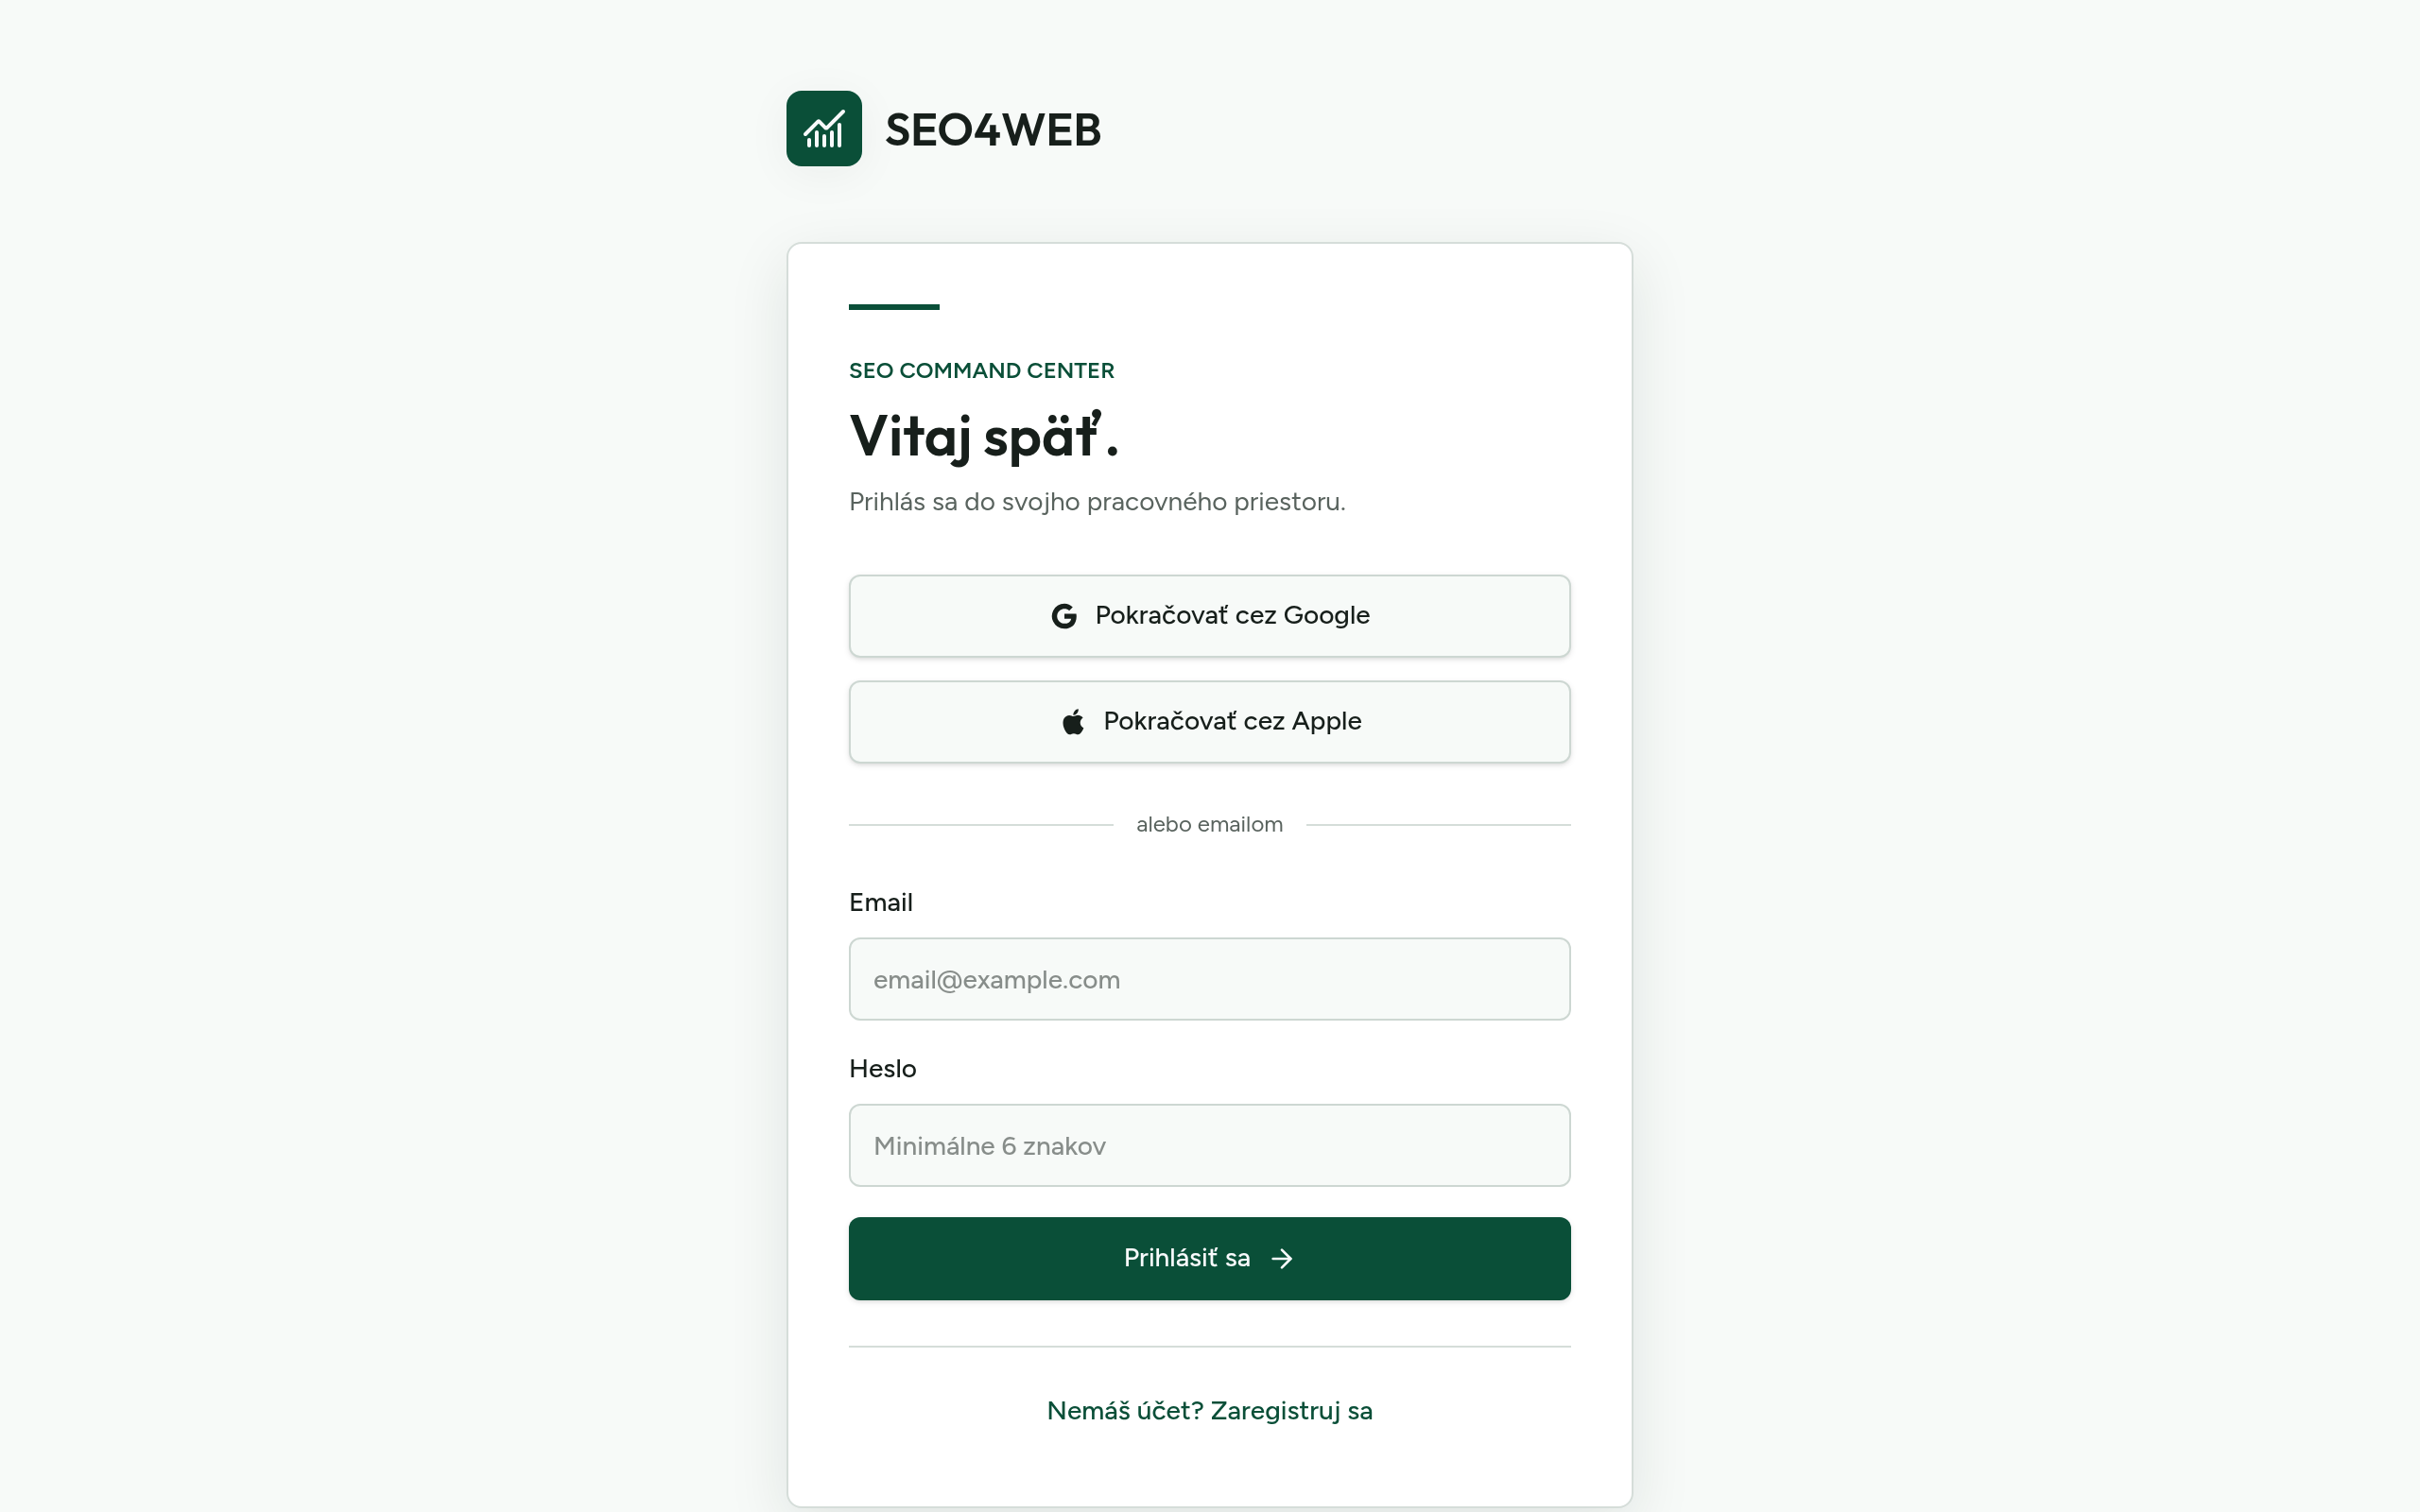 SEO4WEB
SEO COMMAND CENTER
Vitaj späť.
Prihlás sa do svojho pracovného priestoru.
Pokračovať cez Google
Pokračovať cez Apple
alebo emailom
Email
email@example.com
Heslo
Minimálne 6 znakov
Prihlásiť sa
Nemáš účet? Zaregistruj sa